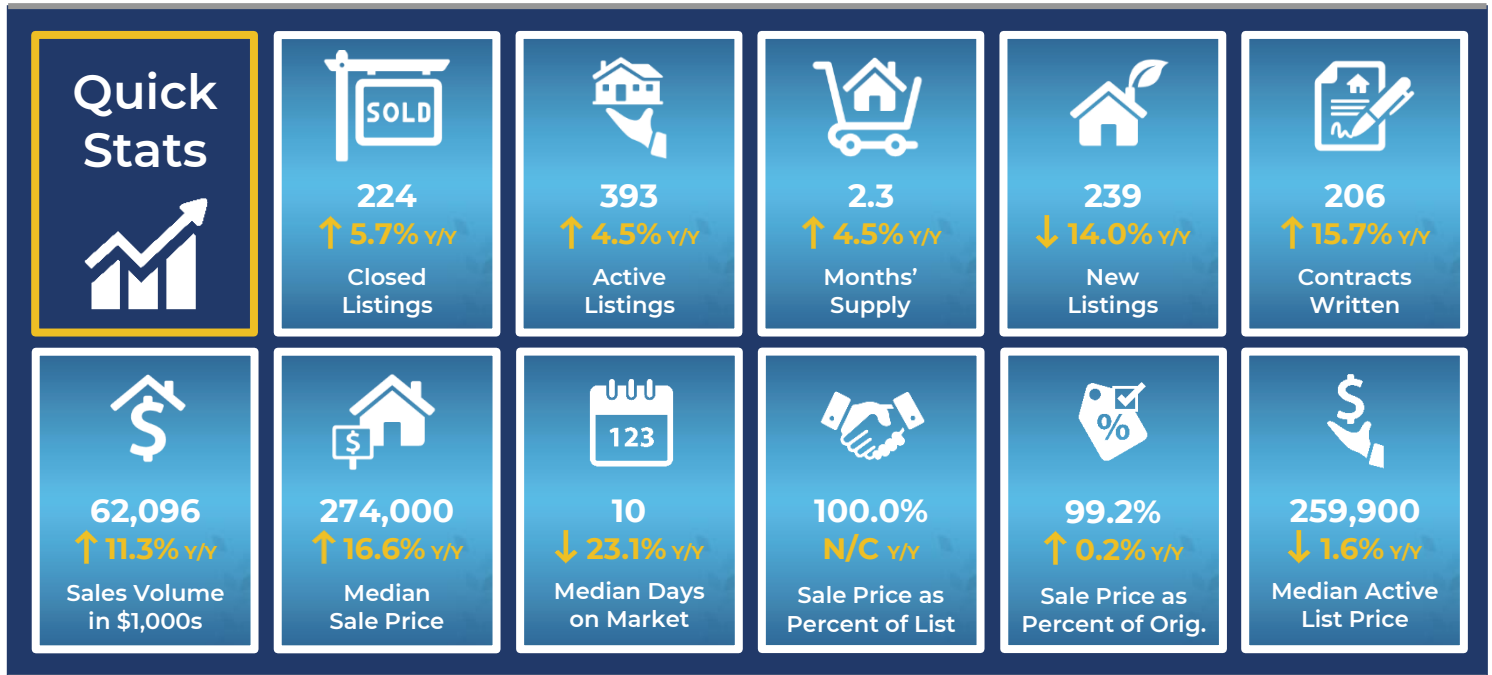 Quick
Stats
SOLD
224
↑ 5.7% Y/Y
Closed
Listings
393
↑ 4.5% Y/Y
Active
Listings
2.3
↑ 4.5% Y/Y
Months’
Supply
239
↓ 14.0% Y/Y
New
Listings
206
↑ 15.7% Y/Y
Contracts
Written
$
62,096
↑ 11.3% Y/Y
Sales Volume
in $1,000s
$
274,000
↑ 16.6% Y/Y
Median
Sale Price
123
10
↓ 23.1% Y/Y
Median Days
on Market
100.0%
N/C Y/Y
Sale Price as
Percent of List
%
99.2%
↑ 0.2% Y/Y
Sale Price as
Percent of Orig.
$
259,900
↓ 1.6% Y/Y
Median Active
List Price